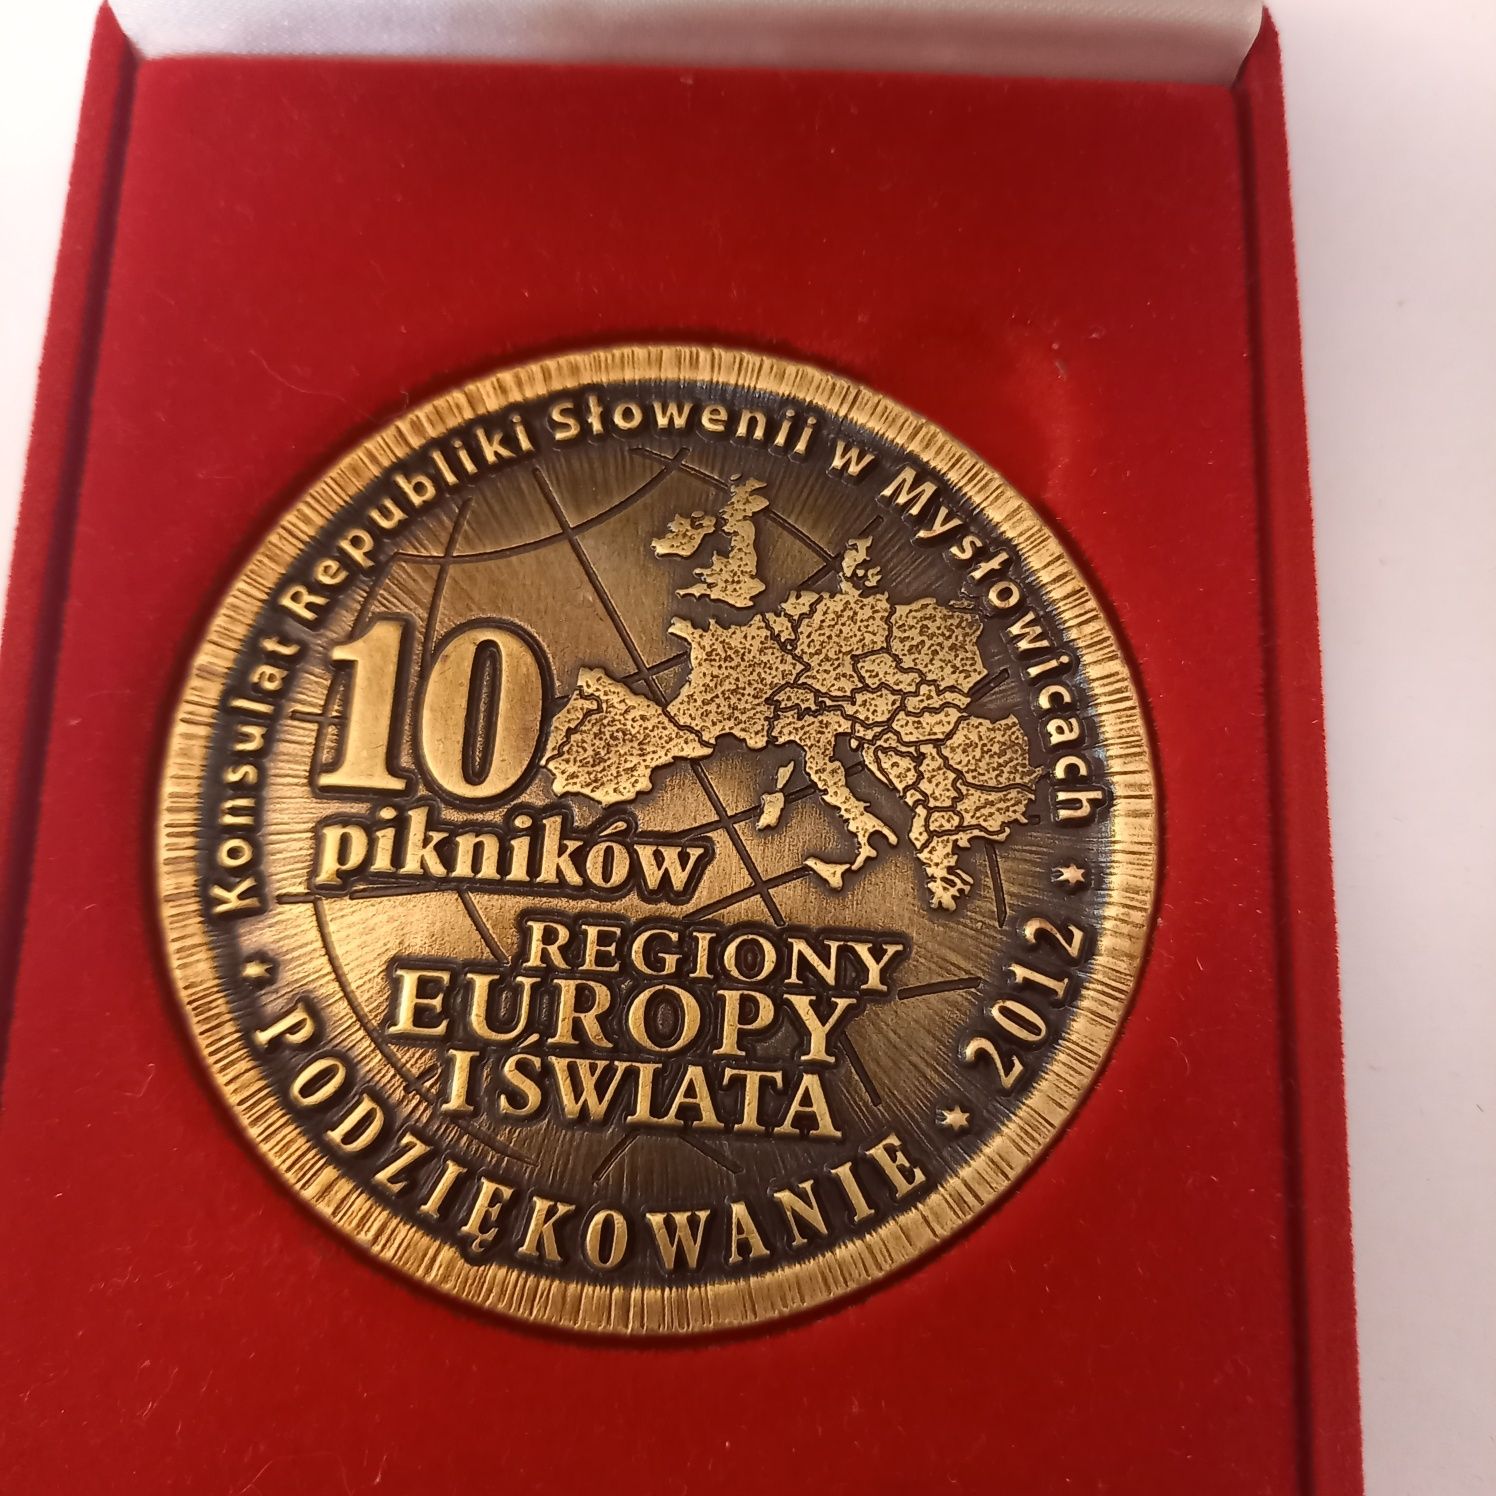 Konsulat Republiki Słowenii w Mysłowicach
10
pikników
REGIONY
EUROPY
I ŚWIATA
* PODZIĘKOWANIE * 2012 *